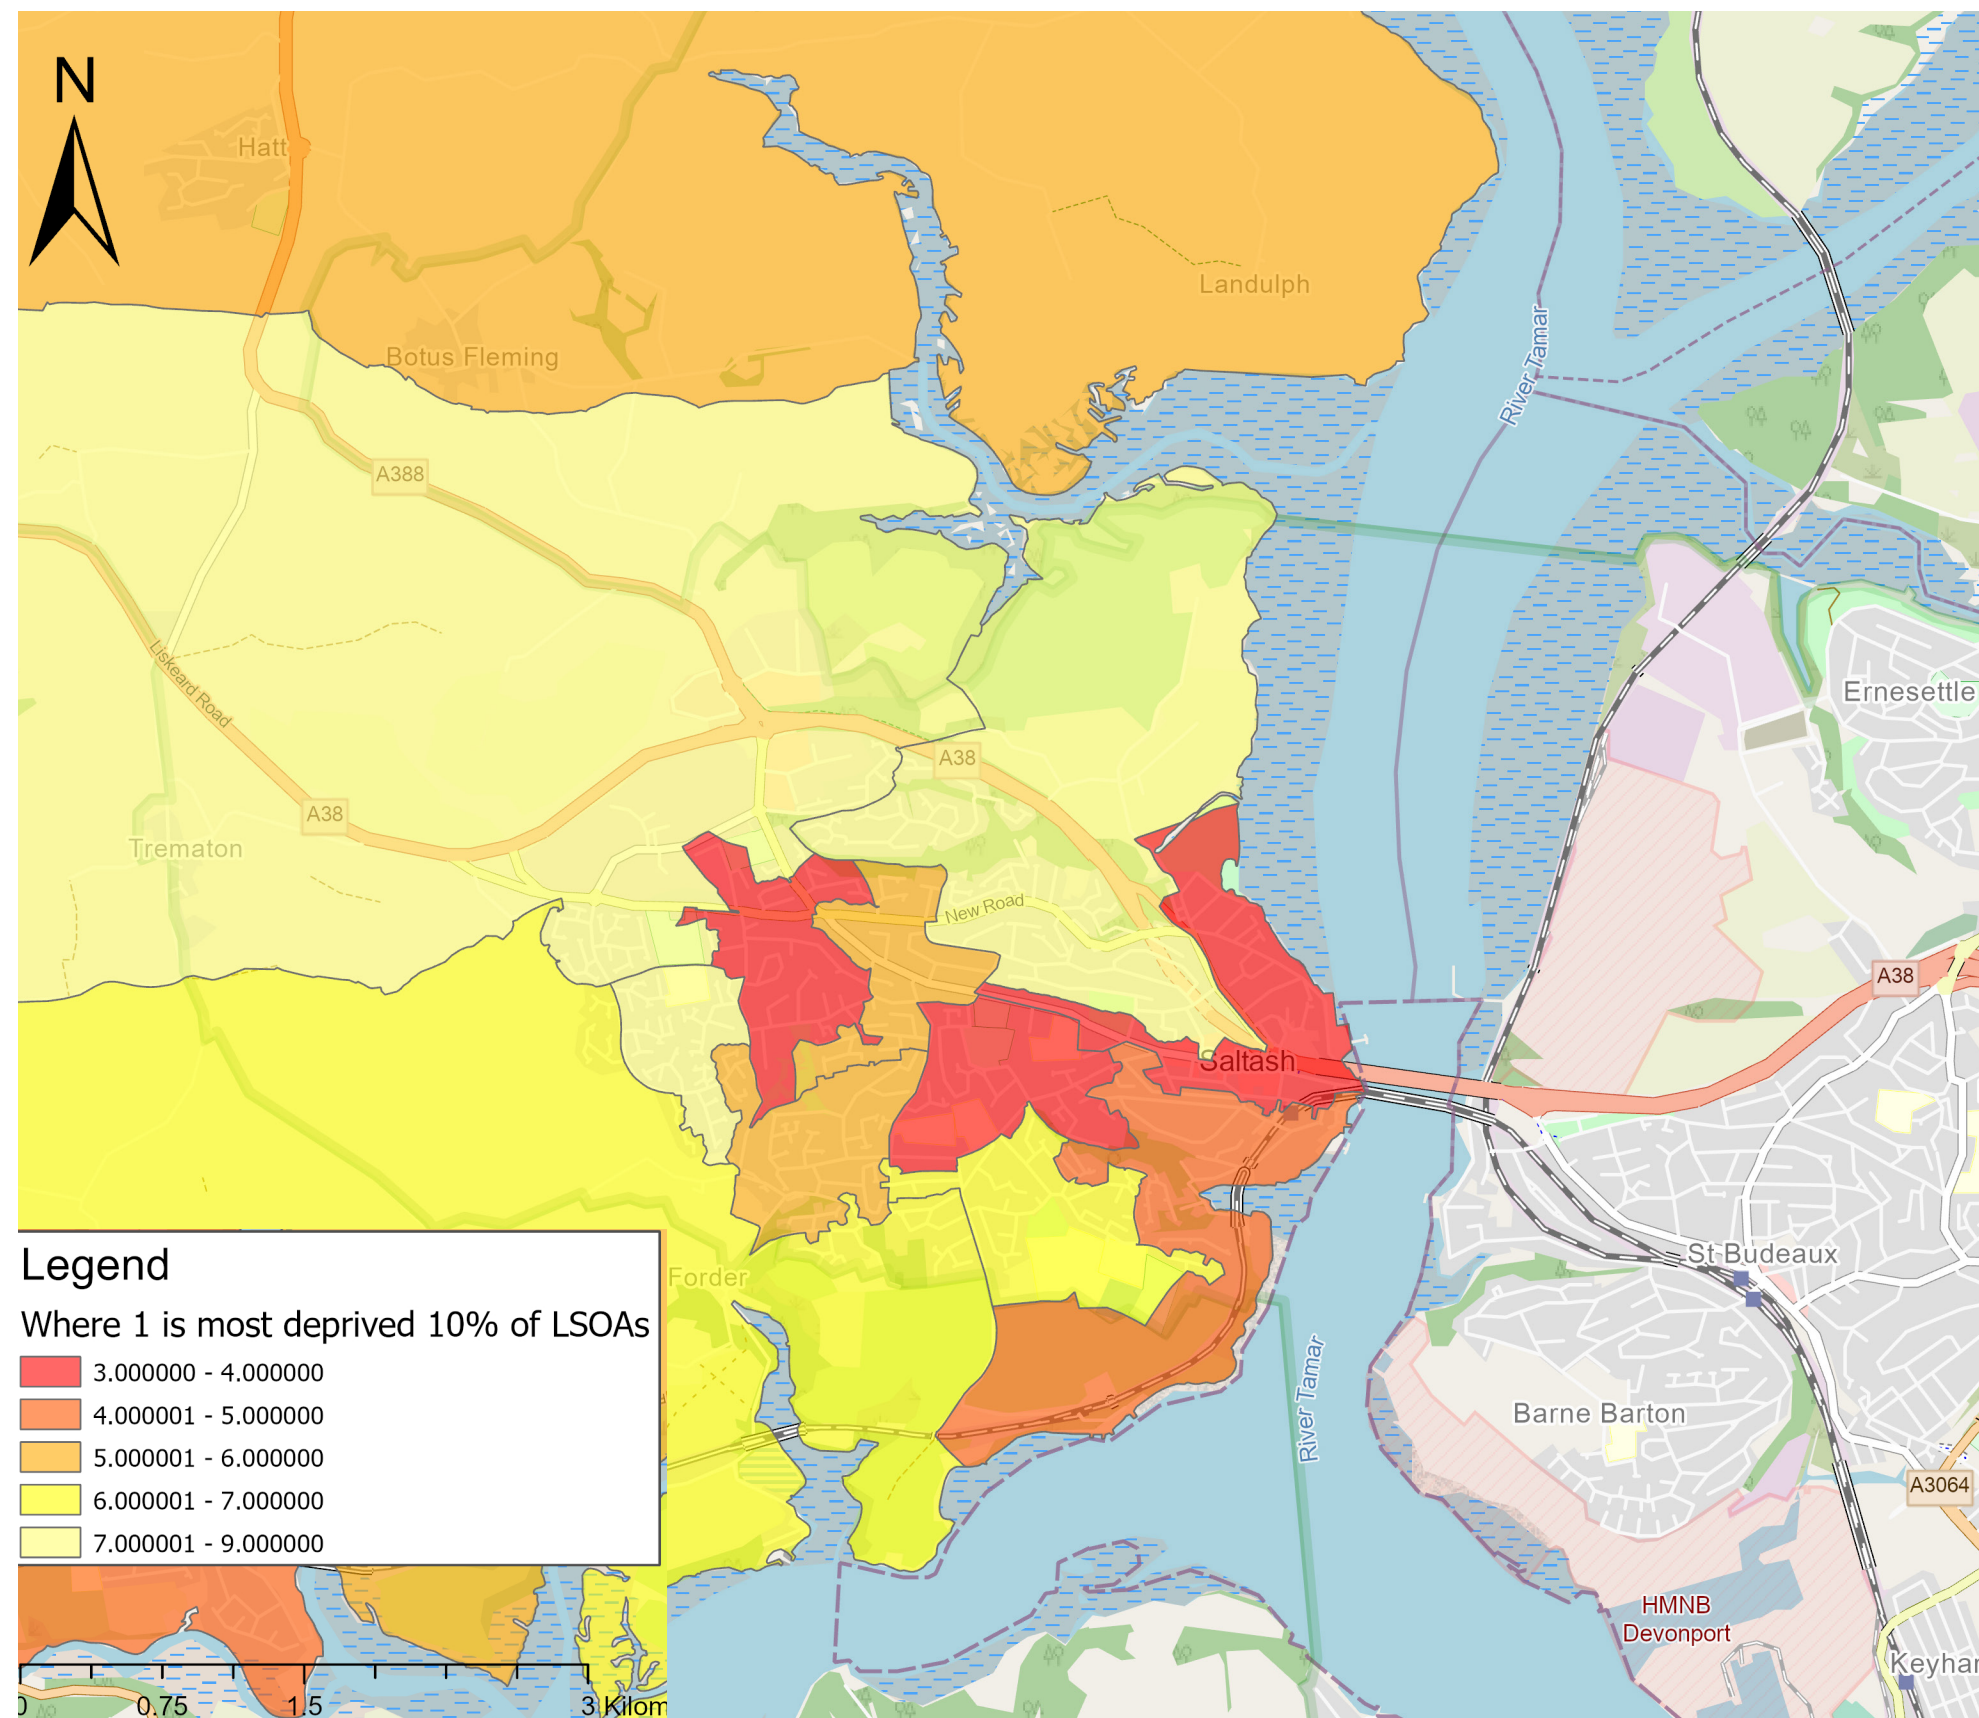 N
Hatt
Landulph
River Tamar
Botus Fleming
A388
Liskeard Road
Ernesettle
A38
A38
Trematon
New Road
A38
Saltash
St Budeaux
Forder
River Tamar
Barne Barton
A3064
HMNB
Devonport
Keyhar
Legend
Where 1 is most deprived 10% of LSOAs
3.000000 - 4.000000
4.000001 - 5.000000
5.000001 - 6.000000
6.000001 - 7.000000
7.000001 - 9.000000
0 0.75 1.5 3 Kilom